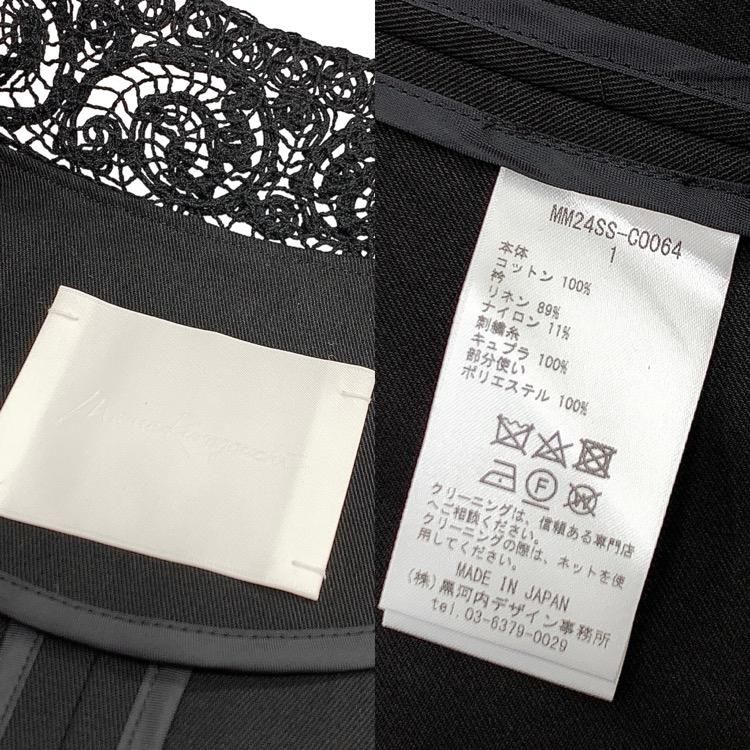 Mame Kurogouchi
MM24SS-CO064
1
本体
コットン 100%
衿
リネン 89%
ナイロン 11%
刺繍糸
キュプラ 100%
部分使い
ポリエステル 100%
F
W
クリーニングは、信頼ある専門店
へご相談ください。
クリーニングの際は、ネットを使
用してください。
MADE IN JAPAN
(株)黒河内デザイン事務所
tel.03-6379-0029